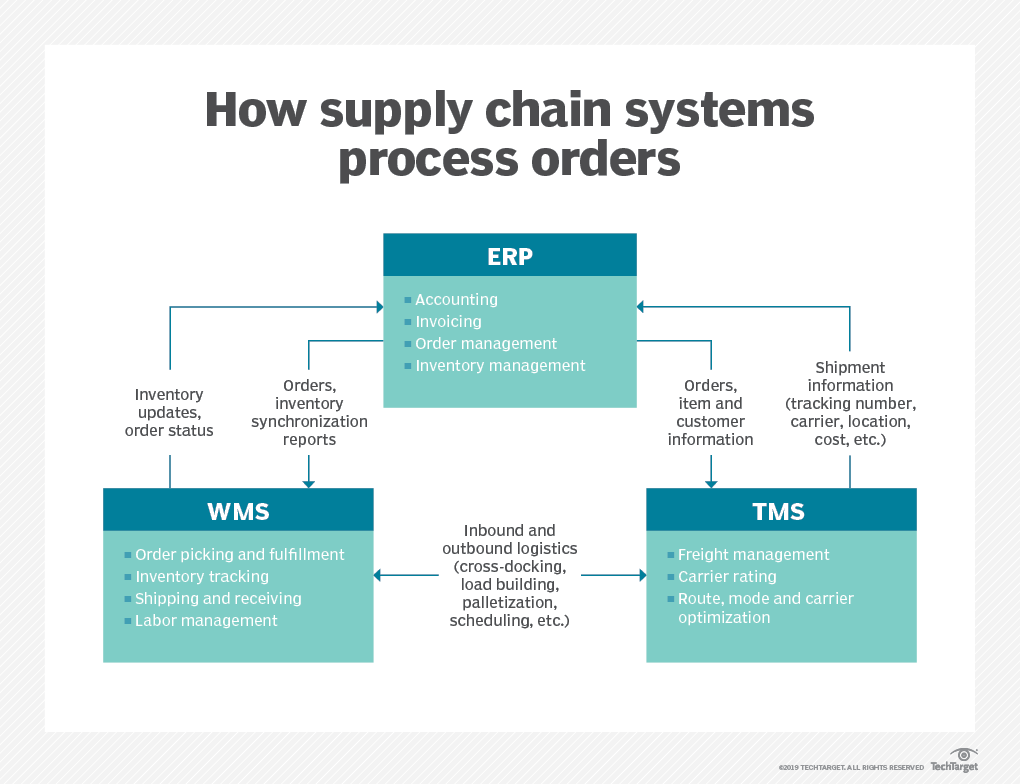 How supply chain systems
process orders
ERP
Accounting
Invoicing
Order management
Inventory management
Inventory
updates,
order status
Orders,
inventory
synchronization
reports
Orders,
item and
customer
information
Shipment
information
(tracking number,
carrier, location,
cost, etc.)
WMS
Order picking and fulfillment
Inventory tracking
Shipping and receiving
Labor management
Inbound and
outbound logistics
(cross-docking,
load building,
palletization,
scheduling, etc.)
TMS
Freight management
Carrier rating
Route, mode and carrier
optimization
©2019 TECHTARGET. ALL RIGHTS RESERVED
TechTarget